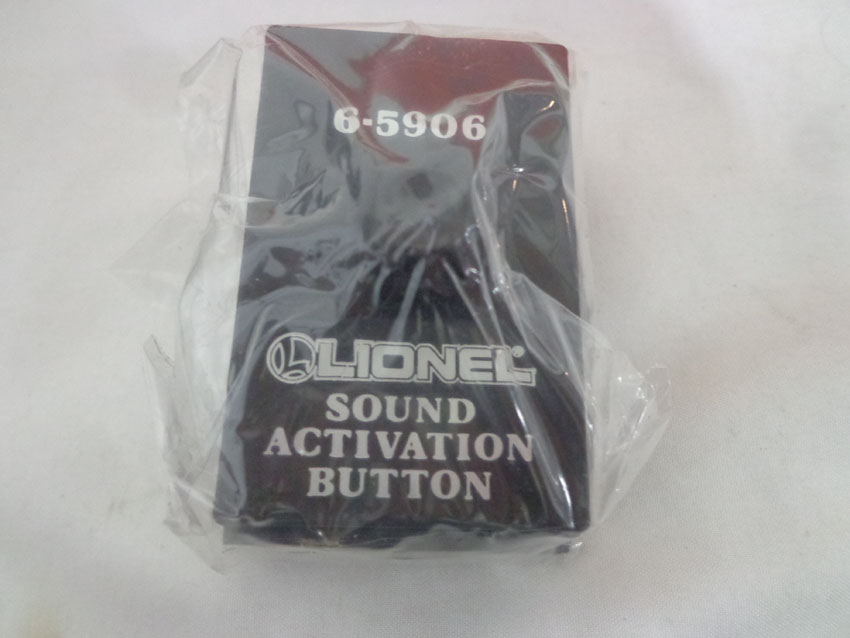 6-5906
LIONEL
SOUND
ACTIVATION
BUTTON